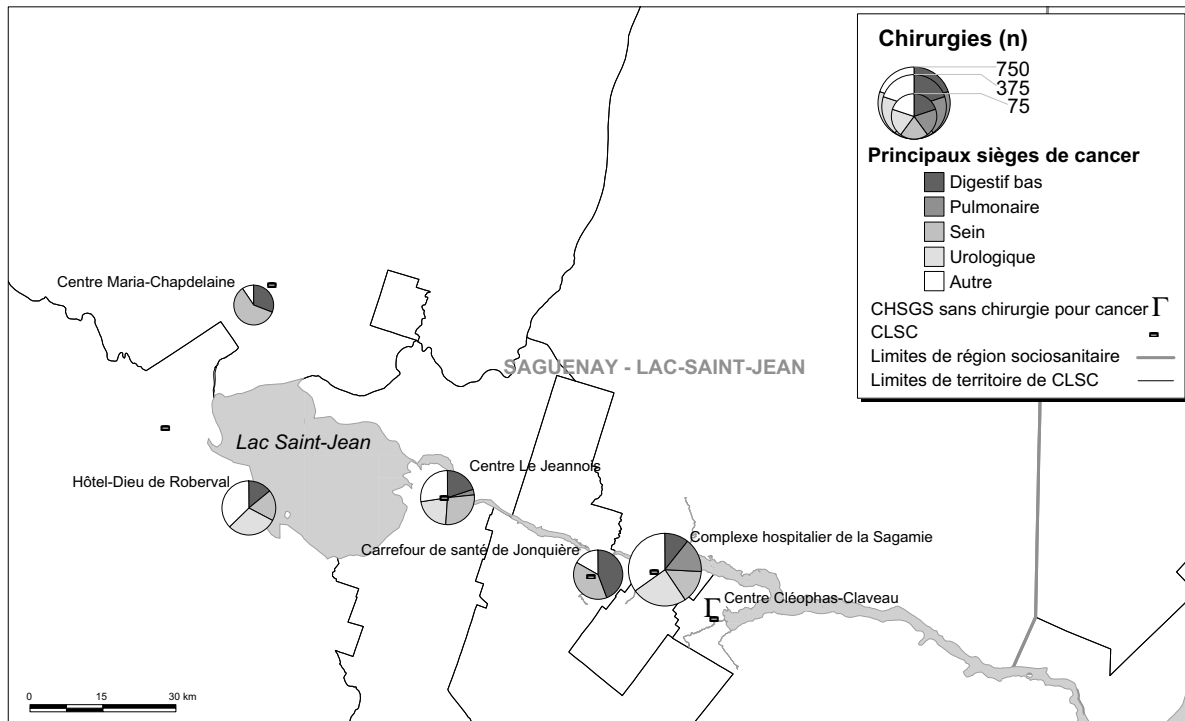 Chirurgies (n)
750
375
75
Principaux sièges de cancer
Digestif bas
Pulmonaire
Sein
Urologique
Autre
CHSGS sans chirurgie pour cancer Γ
CLSC
Limites de région sociosanitaire
Limites de territoire de CLSC
Centre Maria-Chapdelaine
SAGUENAY - LAC-SAINT-JEAN
Lac Saint-Jean
Centre Le Jeannois
Hôtel-Dieu de Roberval
Complexe hospitalier de la Sagamie
Carrefour de santé de Jonquière
Γ Centre Cléophas-Claveau
0 15 30 km